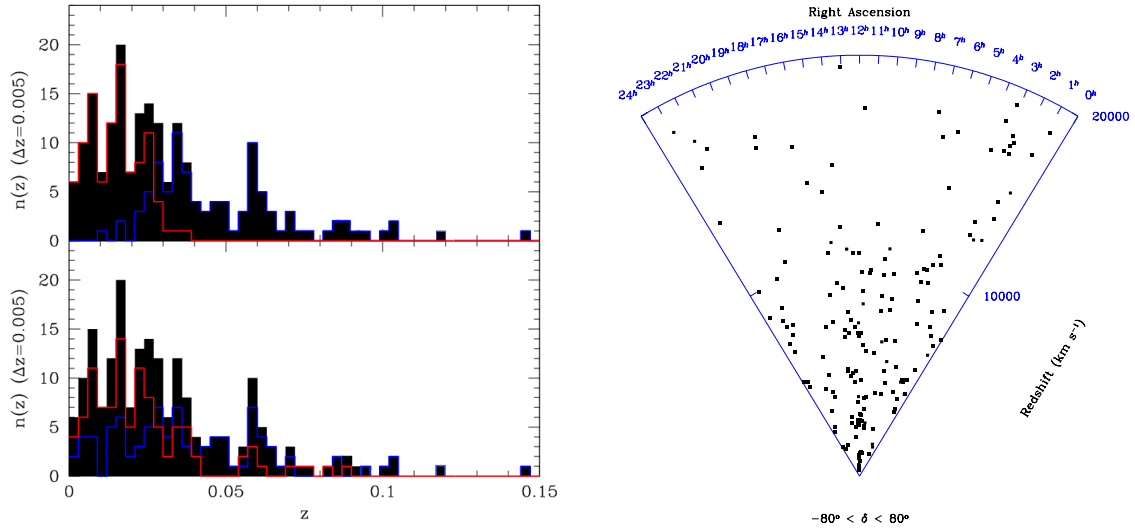 20
15
10
5
0
n(z) (Δz=0.005)
20
15
10
5
0
n(z) (Δz=0.005)
0
0.05
0.1
0.15
z
Right Ascension
24ʰ 23ʰ 22ʰ 21ʰ 20ʰ 19ʰ 18ʰ 17ʰ 16ʰ 15ʰ 14ʰ 13ʰ 12ʰ 11ʰ 10ʰ 9ʰ 8ʰ 7ʰ 6ʰ 5ʰ 4ʰ 3ʰ 2ʰ 1ʰ 0ʰ
20000
10000
Redshift (km s⁻¹)
−80° < δ < 80°